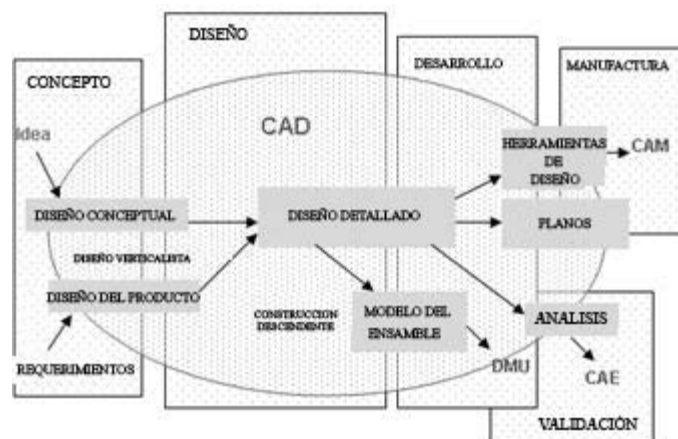 DISEÑO
CONCEPTO
DESARROLLO
MANUFACTURA
CAD
Idea
HERRAMIENTAS
DE
DISEÑO
CAM
DISEÑO CONCEPTUAL
DISEÑO DETALLADO
PLANOS
DISEÑO VERTICALISTA
DISEÑO DEL PRODUCTO
CONSTRUCCION
DESCENDENTE
MODELO DEL
ENSAMBLE
ANALISIS
REQUERIMIENTOS
DMU
CAE
VALIDACIÓN